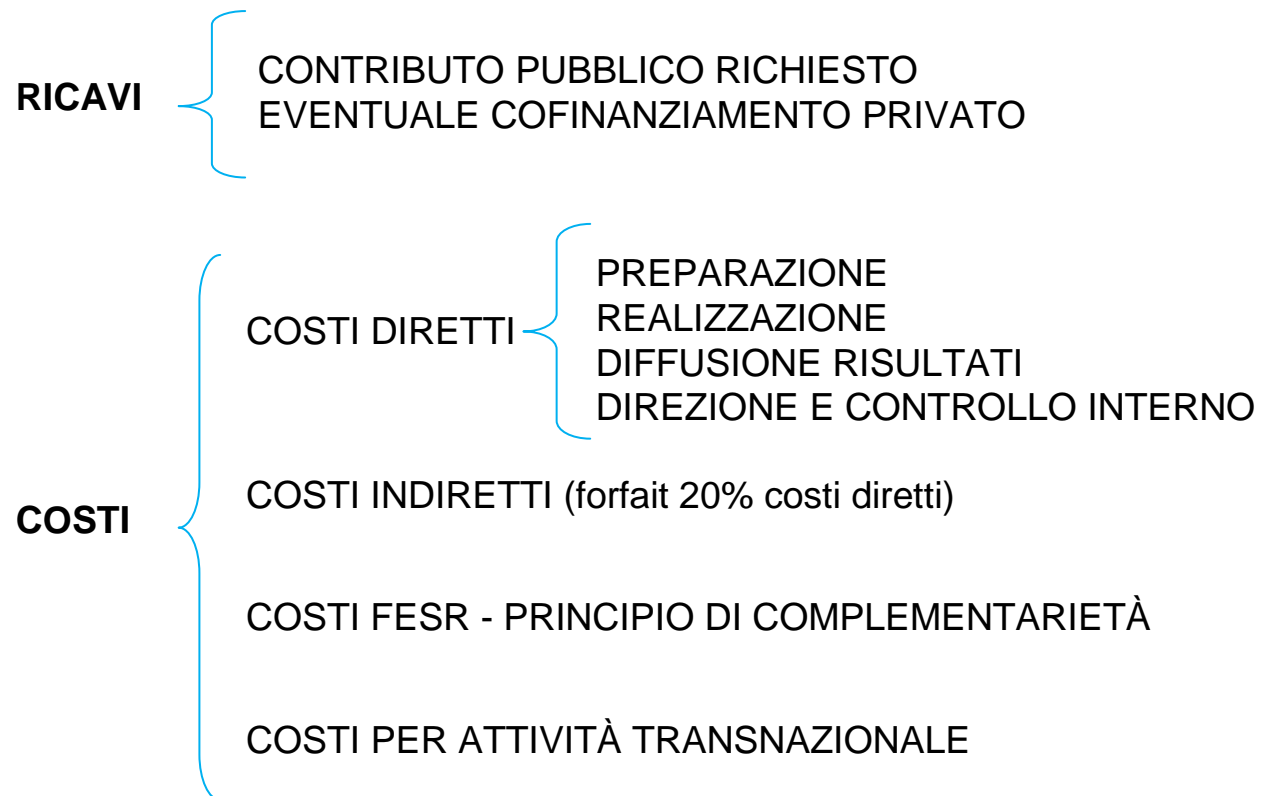 RICAVI
CONTRIBUTO PUBBLICO RICHIESTO
EVENTUALE COFINANZIAMENTO PRIVATO
COSTI
COSTI DIRETTI
PREPARAZIONE
REALIZZAZIONE
DIFFUSIONE RISULTATI
DIREZIONE E CONTROLLO INTERNO
COSTI INDIRETTI (forfait 20% costi diretti)
COSTI FESR - PRINCIPIO DI COMPLEMENTARIETÀ
COSTI PER ATTIVITÀ TRANSNAZIONALE